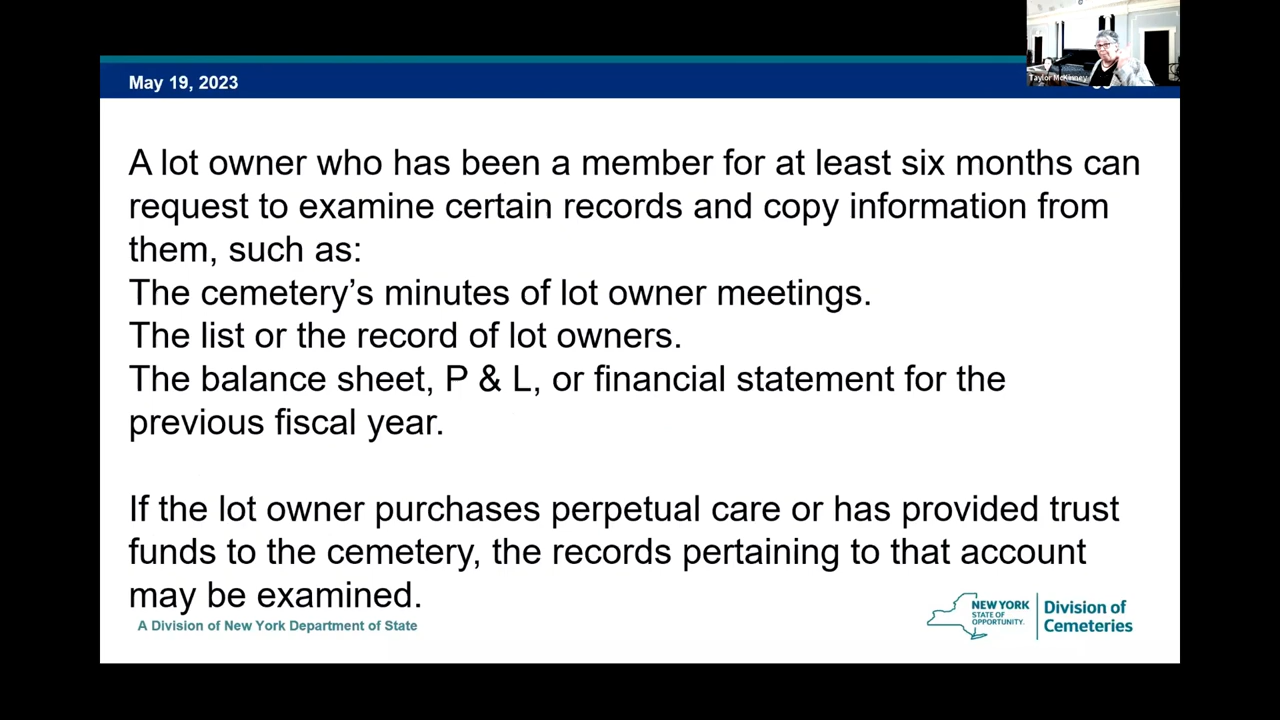 May 19, 2023
Taylor McKinney
A lot owner who has been a member for at least six months can
request to examine certain records and copy information from
them, such as:
The cemetery’s minutes of lot owner meetings.
The list or the record of lot owners.
The balance sheet, P & L, or financial statement for the
previous fiscal year.
If the lot owner purchases perpetual care or has provided trust
funds to the cemetery, the records pertaining to that account
may be examined.
A Division of New York Department of State
NEW YORK
STATE OF
OPPORTUNITY.
Division of
Cemeteries